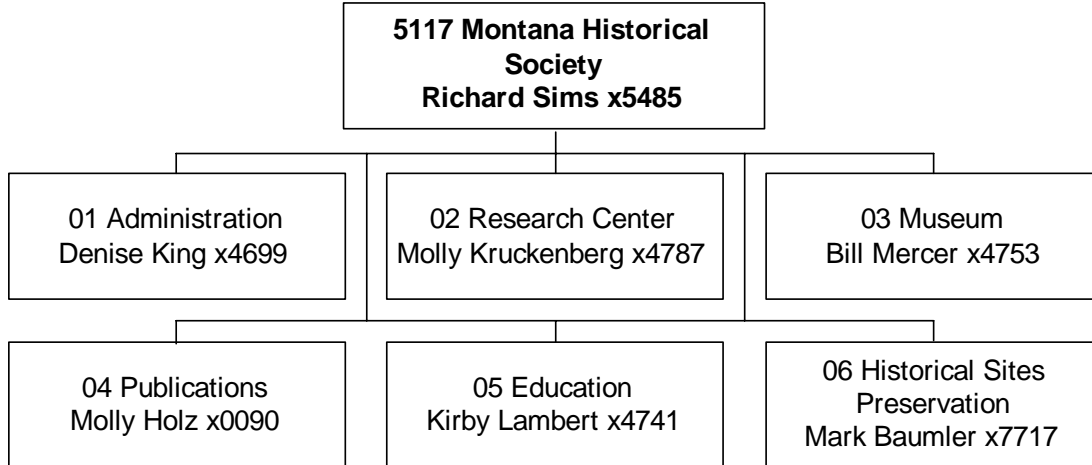 5117 Montana Historical
Society
Richard Sims x5485
01 Administration
Denise King x4699
02 Research Center
Molly Kruckenberg x4787
03 Museum
Bill Mercer x4753
04 Publications
Molly Holz x0090
05 Education
Kirby Lambert x4741
06 Historical Sites
Preservation
Mark Baumler x7717